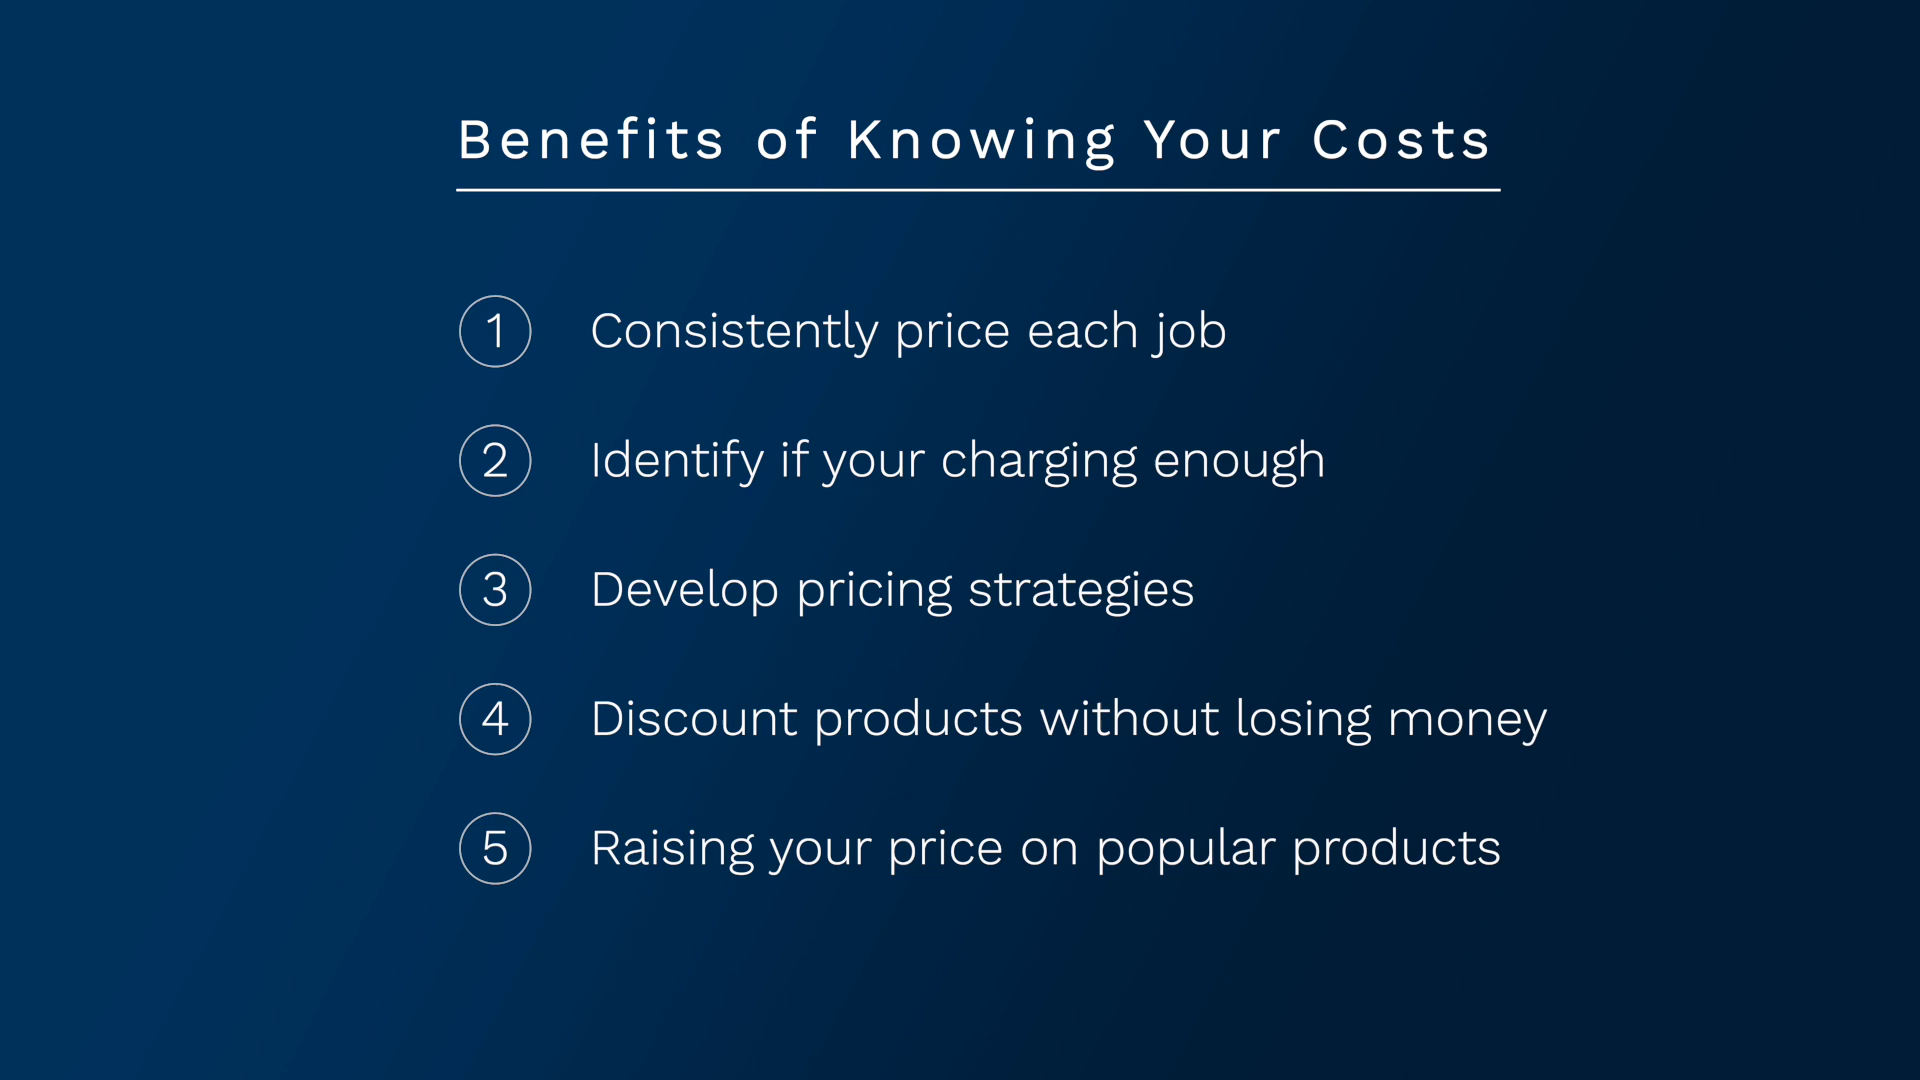 Benefits of Knowing Your Costs
1 Consistently price each job
2 Identify if your charging enough
3 Develop pricing strategies
4 Discount products without losing money
5 Raising your price on popular products